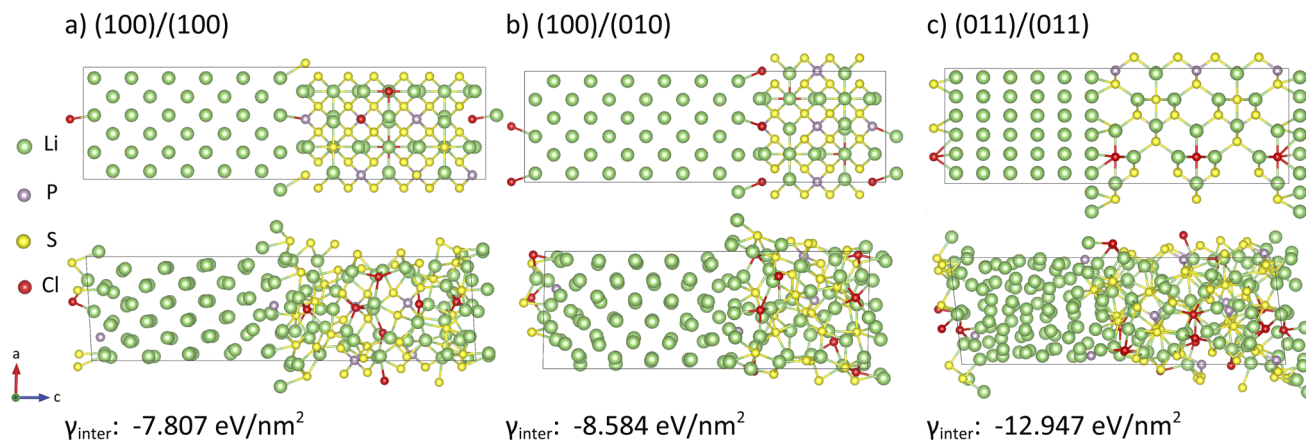 a) (100)/(100)
b) (100)/(010)
c) (011)/(011)
Li
P
S
Cl
a
c
γinter: -7.807 eV/nm²
γinter: -8.584 eV/nm²
γinter: -12.947 eV/nm²